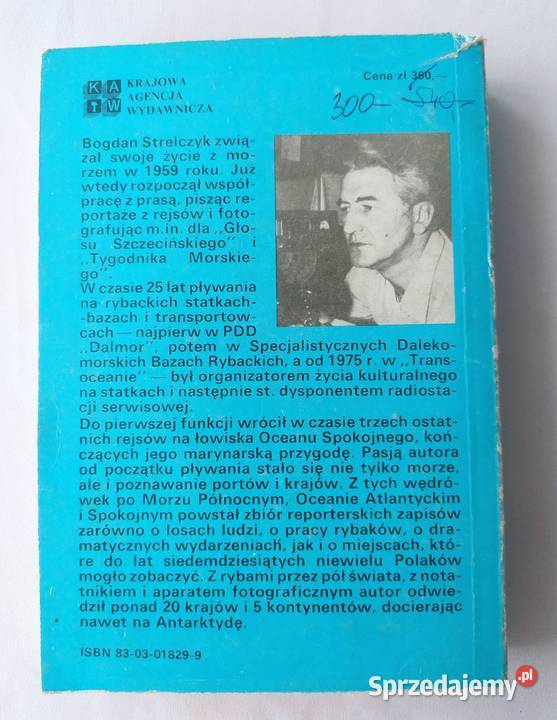 KRAJOWA
AGENCJA
WYDAWNICZA
K A
T W
Cena zł 360,—
300- 540,-
Bogdan Strelczyk zwią-
zał swoje życie z mo-
rzem w 1959 roku. Już
wtedy rozpoczął współ-
pracę z prasą, pisząc re-
portaże z rejsów i foto-
grafując m.in. dla ,,Gło-
su Szczecińskiego" i
,,Tygodnika Morskie-
go".
W czasie 25 lat pływania
na rybackich statkach-
-bazach i transportow-
cach — najpierw w PDD
,,Dalmor", potem w Specjalistycznych Daleko-
morskich Bazach Rybackich, a od 1975 r. w ,,Trans-
oceanie" — był organizatorem życia kulturalnego
na statkach i następnie st. dysponentem radiosta-
cji serwisowej.
Do pierwszej funkcji wrócił w czasie trzech ostat-
nich rejsów na łowiska Oceanu Spokojnego, koń-
czących jego marynarską przygodę. Pasją autora
od początku pływania stało się nie tylko morze,
ale i poznawanie portów i krajów. Z tych wędró-
wek po Morzu Północnym, Oceanie Atlantyckim
i Spokojnym powstał zbiór reporterskich zapisów
zarówno o losach ludzi, o pracy rybaków, o dra-
matycznych wydarzeniach, jak i o miejscach, któ-
re do lat siedemdziesiątych niewielu Polaków
mogło zobaczyć. Z rybami przez pół świata, z nota-
tnikiem i aparatem fotograficznym autor odwie-
dził ponad 20 krajów i 5 kontynentów, docierając
nawet na Antarktydę.
ISBN 83-03-01829-9
Sprzedajemy.pl